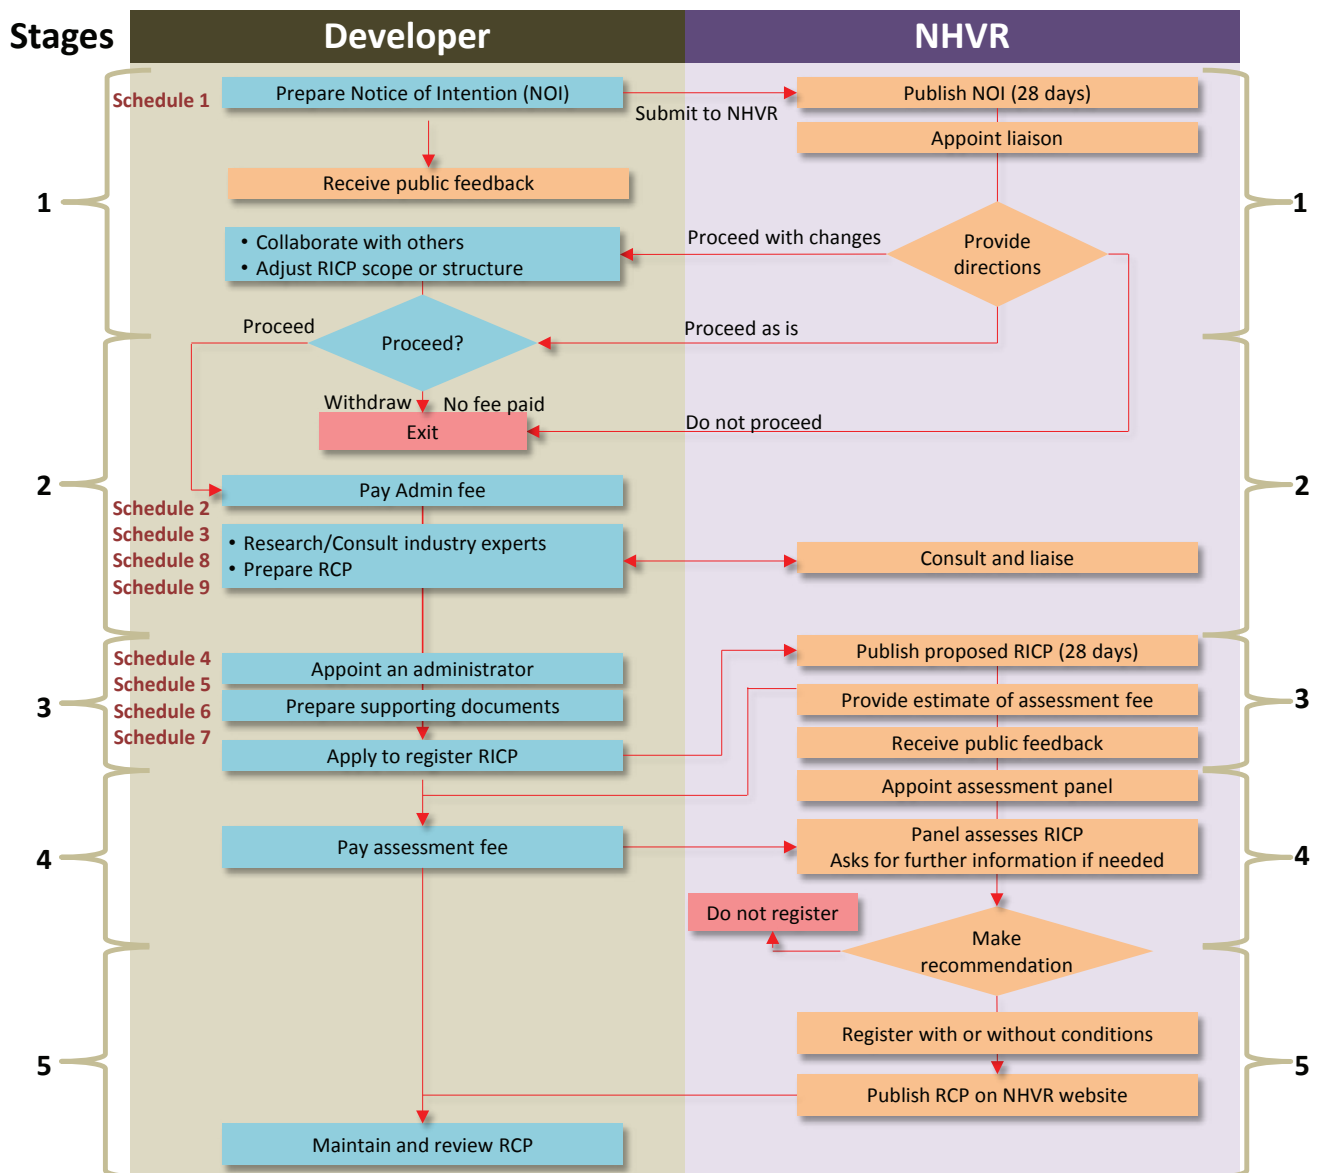 Stages
Developer
NHVR
Schedule 1
Prepare Notice of Intention (NOI)
Submit to NHVR
Publish NOI (28 days)
Appoint liaison
Receive public feedback
1
1
• Collaborate with others
• Adjust RICP scope or structure
Proceed with changes
Provide
directions
Proceed
Proceed?
Proceed as is
Withdraw
No fee paid
Exit
Do not proceed
2
2
Pay Admin fee
Schedule 2
Schedule 3
Schedule 8
Schedule 9
• Research/Consult industry experts
• Prepare RCP
Consult and liaise
Schedule 4
Schedule 5
Schedule 6
Schedule 7
Appoint an administrator
Prepare supporting documents
Apply to register RICP
Publish proposed RICP (28 days)
Provide estimate of assessment fee
Receive public feedback
3
3
Appoint assessment panel
Pay assessment fee
Panel assesses RICP
Asks for further information if needed
4
4
Do not register
Make
recommendation
Register with or without conditions
5
5
Publish RCP on NHVR website
Maintain and review RCP